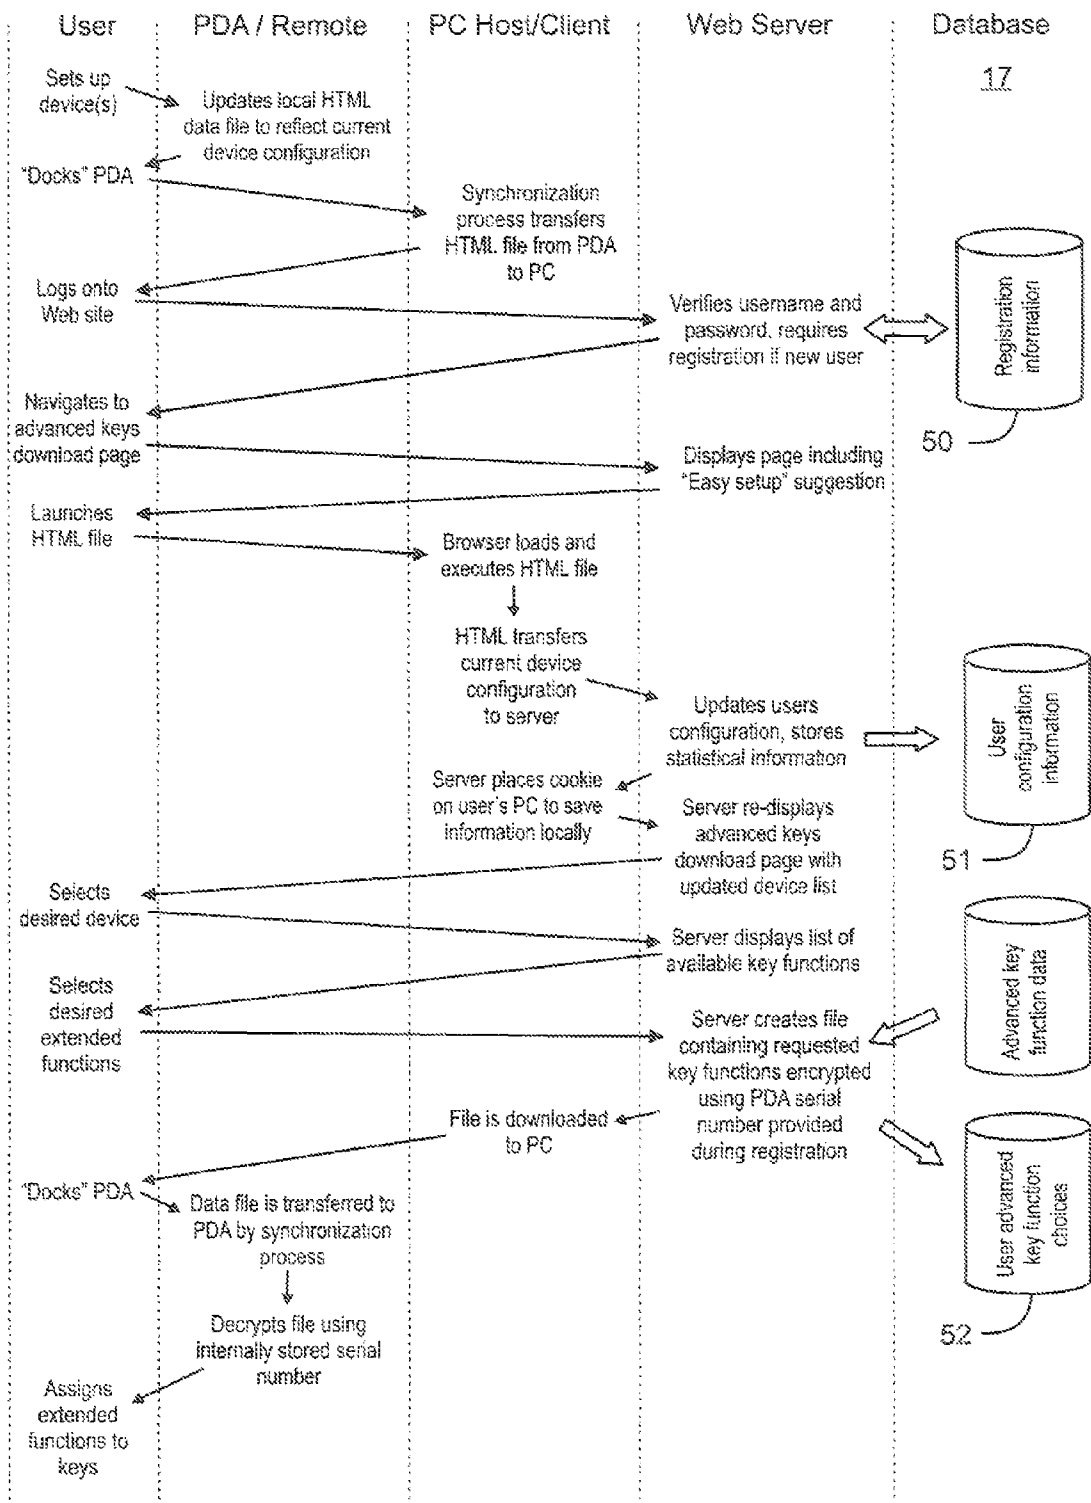 User
PDA / Remote
PC Host/Client
Web Server
Database
17
Sets up
device(s)
Updates local HTML
data file to reflect current
device configuration
"Docks" PDA
Synchronization
process transfers
HTML file from PDA
to PC
Logs onto
Web site
Verifies username and
password, requires
registration if new user
Registration
information
50
Navigates to
advanced keys
download page
Displays page including
"Easy setup" suggestion
Launches
HTML file
Browser loads and
executes HTML file
HTML transfers
current device
configuration
to server
Updates users
configuration, stores
statistical information
User
configuration
information
51
Server places cookie
on user's PC to save
information locally
Server re-displays
advanced keys
download page with
updated device list
Selects
desired device
Server displays list of
available key functions
Advanced key
function data
Selects
desired
extended
functions
Server creates file
containing requested
key functions encrypted
using PDA serial
number provided
during registration
File is downloaded
to PC
User advanced
key function
choices
52
"Docks" PDA
Data file is transferred to
PDA by synchronization
process
Decrypts file using
internally stored serial
number
Assigns
extended
functions to
keys